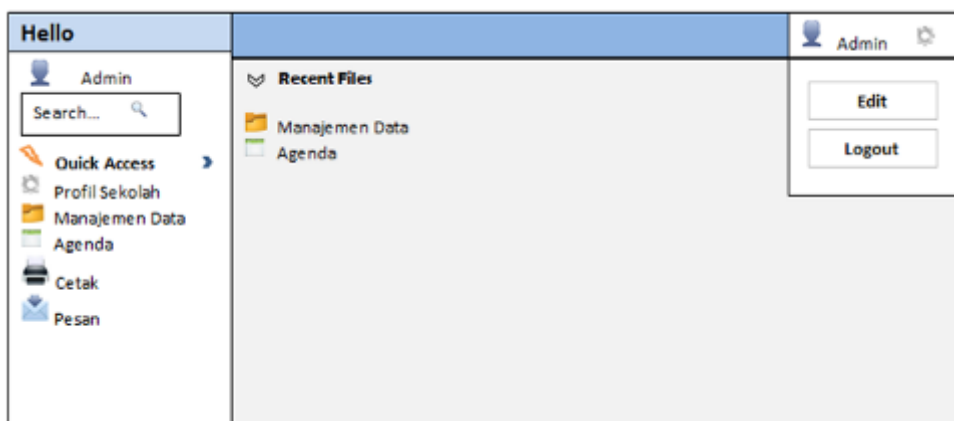 Hello
Admin
Search...
Quick Access
Profil Sekolah
Manajemen Data
Agenda
Cetak
Pesan
Recent Files
Manajemen Data
Agenda
Admin
Edit
Logout